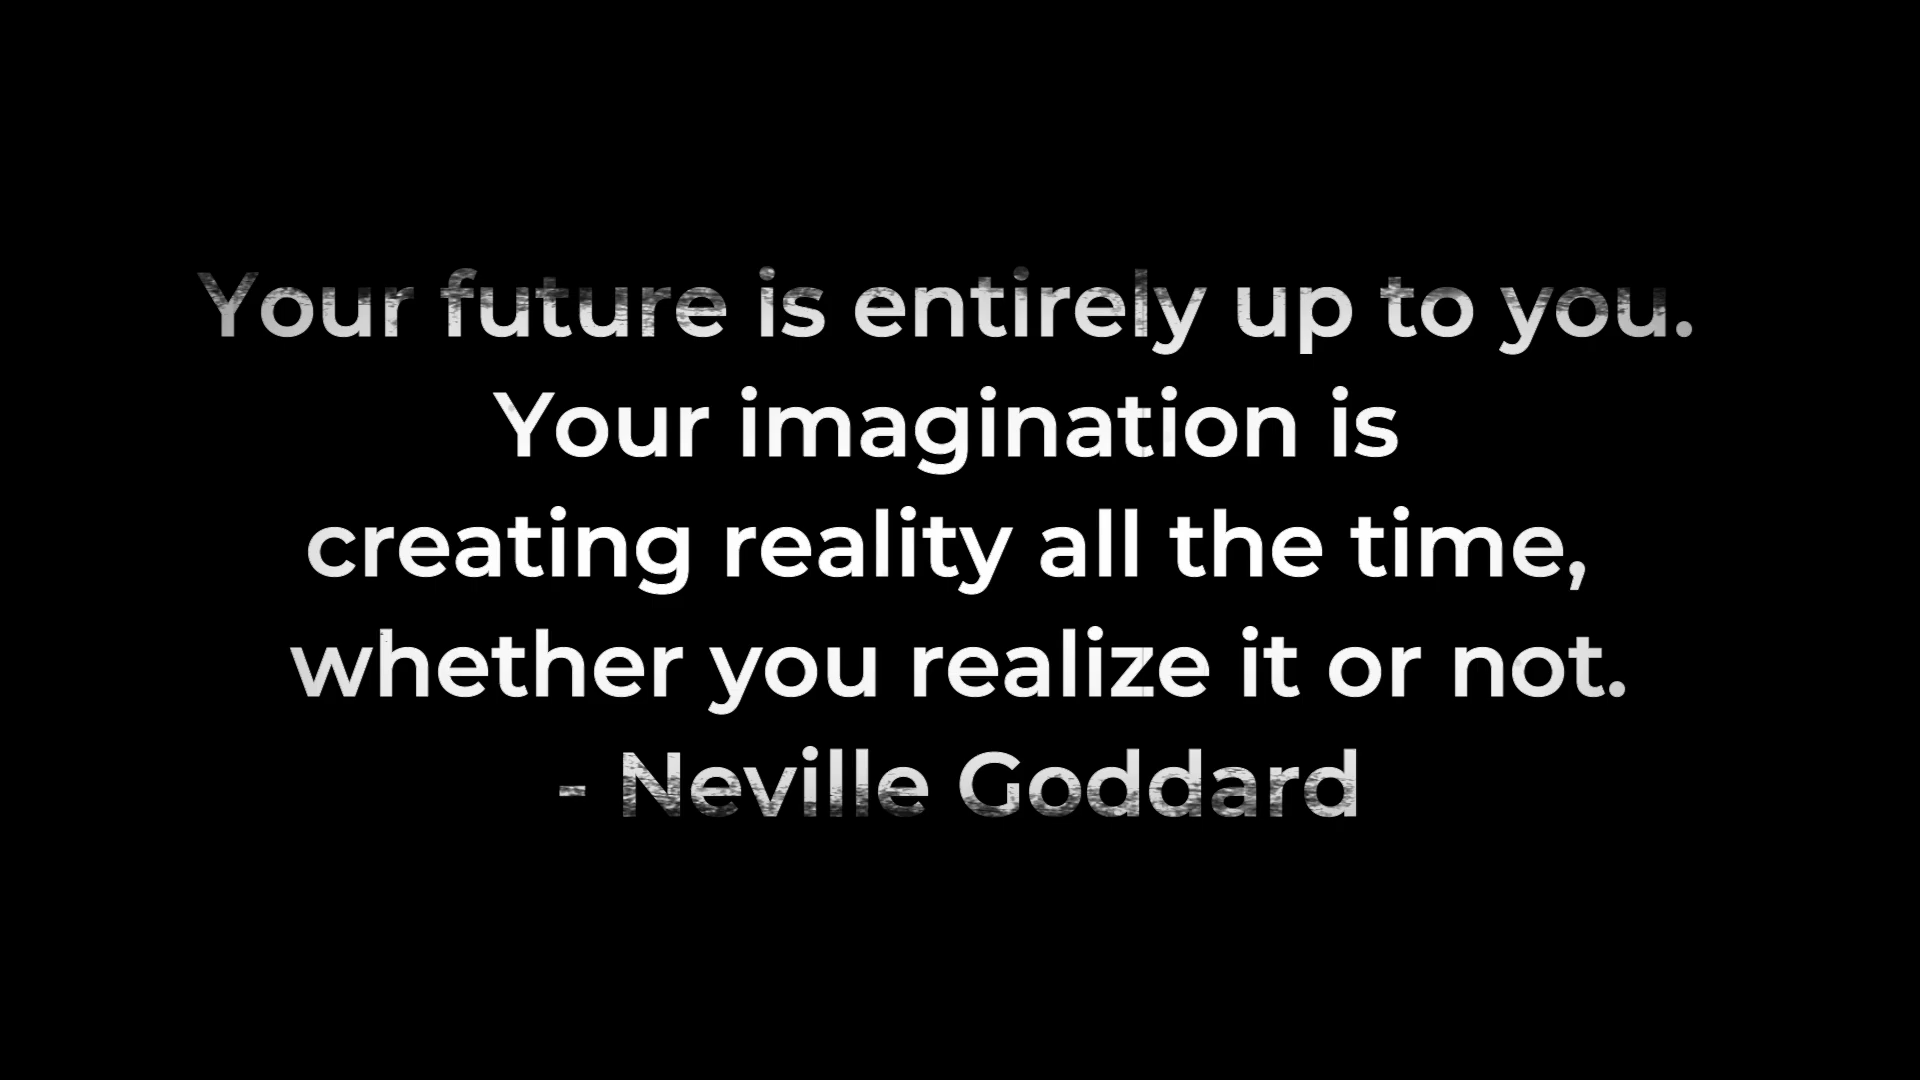 Your future is entirely up to you.
Your imagination is
creating reality all the time,
whether you realize it or not.
- Neville Goddard